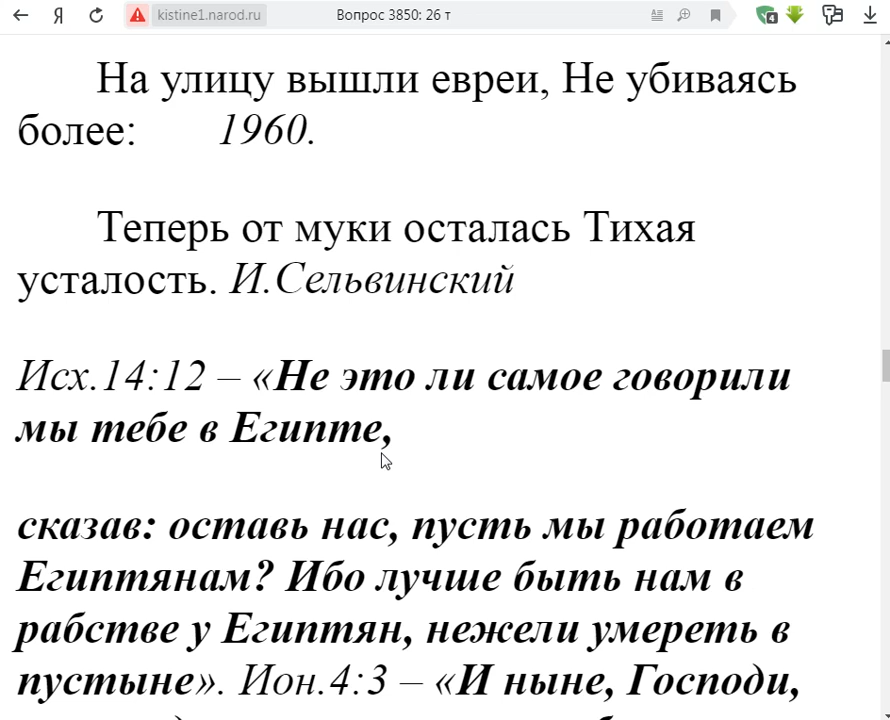 kistine1.narod.ru Вопрос 3850: 26 т
На улицу вышли евреи, Не убиваясь
более: 1960.
Теперь от муки осталась Тихая
усталость. И.Сельвинский
Исх.14:12 – «Не это ли самое говорили
мы тебе в Египте,
сказав: оставь нас, пусть мы работаем
Египтянам? Ибо лучше быть нам в
рабстве у Египтян, нежели умереть в
пустыне». Ион.4:3 – «И ныне, Господи,